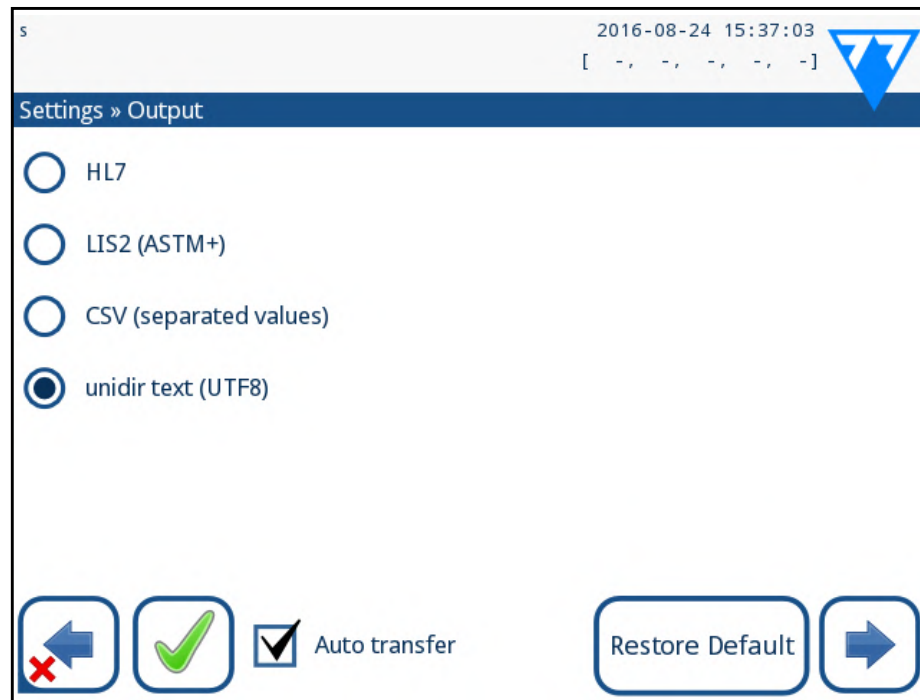 s
2016-08-24 15:37:03
[ -, -, -, -, -]
Settings » Output
HL7
LIS2 (ASTM+)
CSV (separated values)
unidir text (UTF8)
Auto transfer
Restore Default